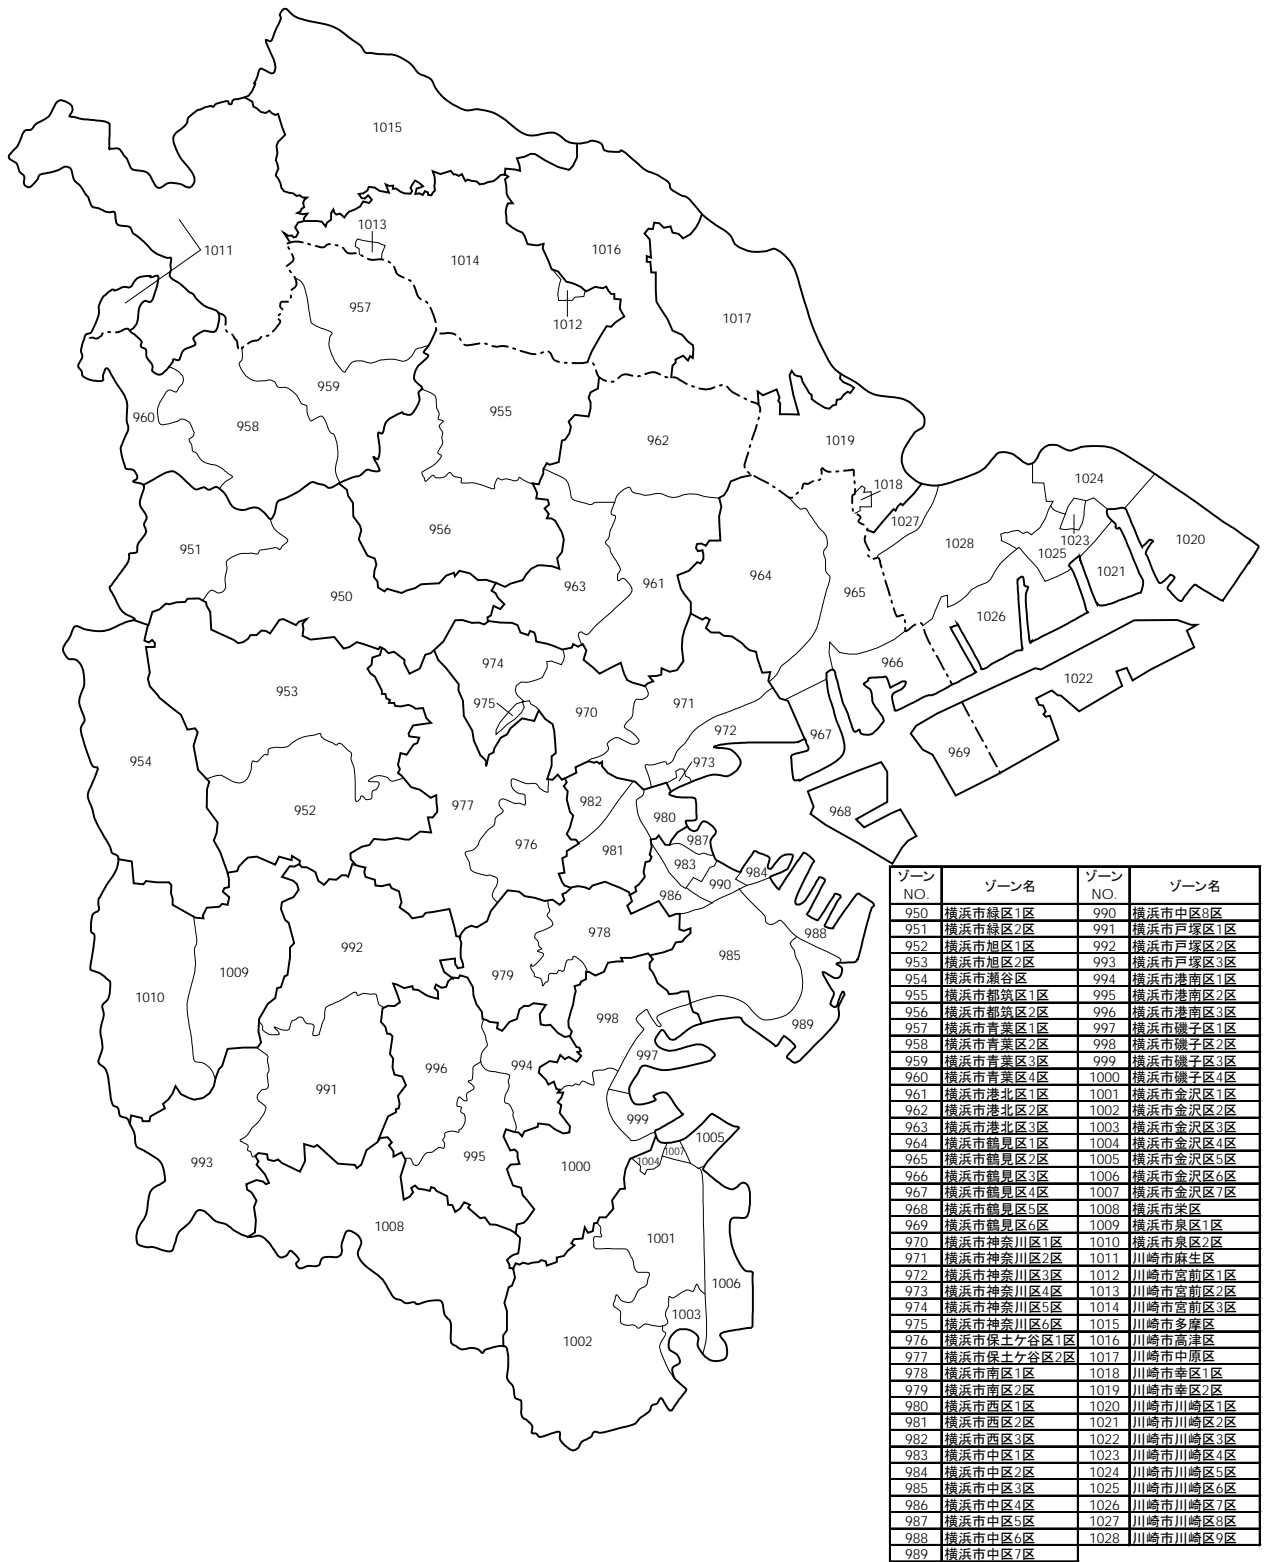 1015
1013
1011
1014
1016
957
1012
1017
959
960
958
955
962
1019
1018
1024
1027
956
951
1028
1023
1025
1020
963
961
964
965
1021
950
1026
974
966
953
975
970
971
1022
972
967
954
973
969
977
982
952
980
968
976
981
987
983
984
990
986
978
988
992
985
1009
979
1010
998
989
997
994
996
991
999
1005
1007
1004
993
995
1000
1008
1001
1006
1003
1002
ゾーンNO. ゾーン名 ゾーンNO. ゾーン名
950 横浜市緑区1区 990 横浜市中区8区
951 横浜市緑区2区 991 横浜市戸塚区1区
952 横浜市旭区1区 992 横浜市戸塚区2区
953 横浜市旭区2区 993 横浜市戸塚区3区
954 横浜市瀬谷区 994 横浜市港南区1区
955 横浜市都筑区1区 995 横浜市港南区2区
956 横浜市都筑区2区 996 横浜市港南区3区
957 横浜市青葉区1区 997 横浜市磯子区1区
958 横浜市青葉区2区 998 横浜市磯子区2区
959 横浜市青葉区3区 999 横浜市磯子区3区
960 横浜市青葉区4区 1000 横浜市磯子区4区
961 横浜市港北区1区 1001 横浜市金沢区1区
962 横浜市港北区2区 1002 横浜市金沢区2区
963 横浜市港北区3区 1003 横浜市金沢区3区
964 横浜市鶴見区1区 1004 横浜市金沢区4区
965 横浜市鶴見区2区 1005 横浜市金沢区5区
966 横浜市鶴見区3区 1006 横浜市金沢区6区
967 横浜市鶴見区4区 1007 横浜市金沢区7区
968 横浜市鶴見区5区 1008 横浜市栄区
969 横浜市鶴見区6区 1009 横浜市泉区1区
970 横浜市神奈川区1区 1010 横浜市泉区2区
971 横浜市神奈川区2区 1011 川崎市麻生区
972 横浜市神奈川区3区 1012 川崎市宮前区1区
973 横浜市神奈川区4区 1013 川崎市宮前区2区
974 横浜市神奈川区5区 1014 川崎市宮前区3区
975 横浜市神奈川区6区 1015 川崎市多摩区
976 横浜市保土ケ谷区1区 1016 川崎市高津区
977 横浜市保土ケ谷区2区 1017 川崎市中原区
978 横浜市南区1区 1018 川崎市幸区1区
979 横浜市南区2区 1019 川崎市幸区2区
980 横浜市西区1区 1020 川崎市川崎区1区
981 横浜市西区2区 1021 川崎市川崎区2区
982 横浜市西区3区 1022 川崎市川崎区3区
983 横浜市中区1区 1023 川崎市川崎区4区
984 横浜市中区2区 1024 川崎市川崎区5区
985 横浜市中区3区 1025 川崎市川崎区6区
986 横浜市中区4区 1026 川崎市川崎区7区
987 横浜市中区5区 1027 川崎市川崎区8区
988 横浜市中区6区 1028 川崎市川崎区9区
989 横浜市中区7区